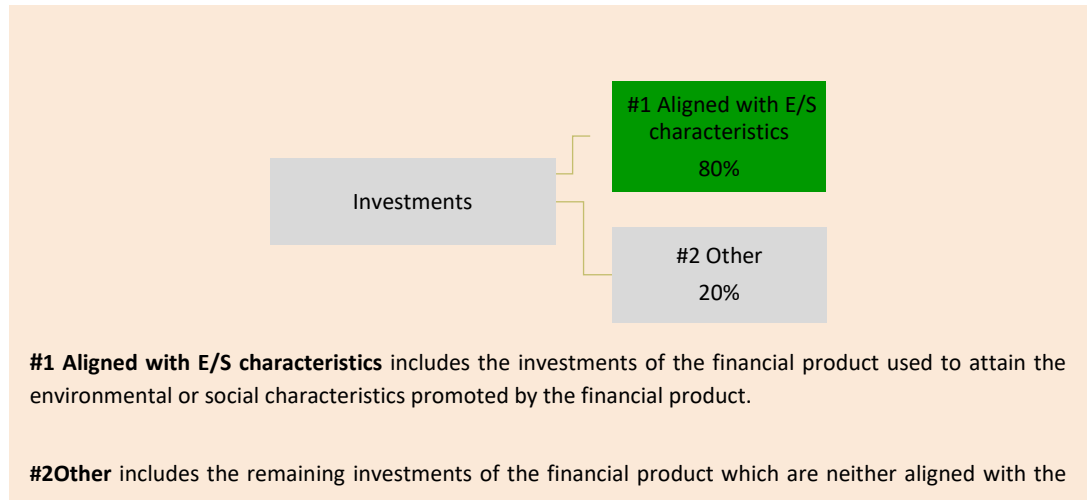 #1 Aligned with E/S
characteristics
80%
Investments
#2 Other
20%
#1 Aligned with E/S characteristics includes the investments of the financial product used to attain the
environmental or social characteristics promoted by the financial product.
#2Other includes the remaining investments of the financial product which are neither aligned with the